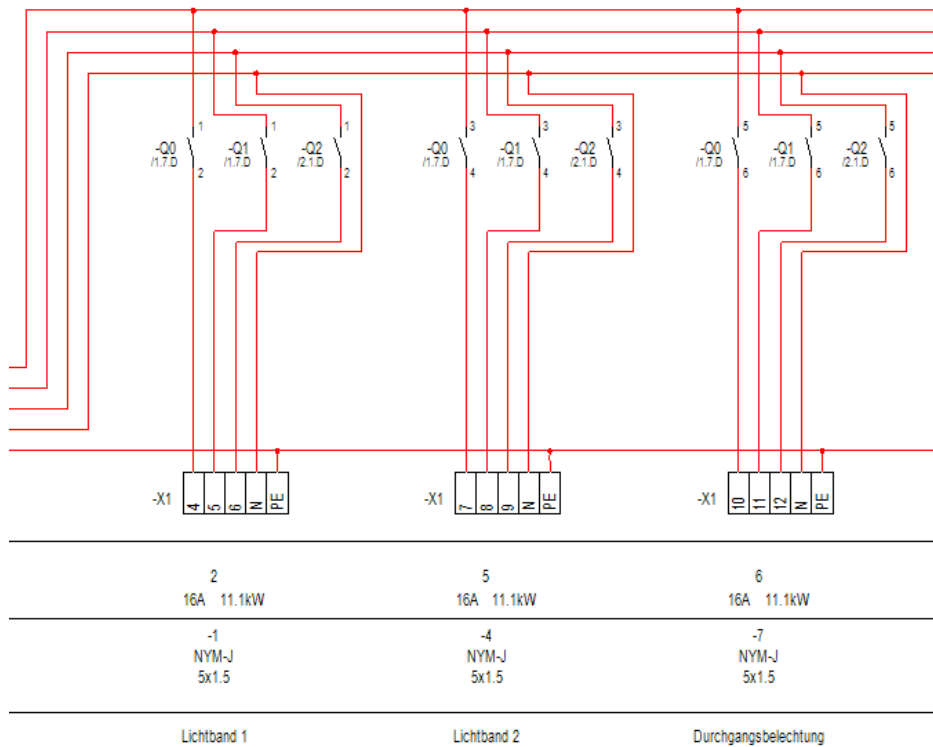 1 1 1 3 3 3 5 5 5
-Q0 -Q1 -Q2 -Q0 -Q1 -Q2 -Q0 -Q1 -Q2
/1.7.D /1.7.D /2.1.D /1.7.D /1.7.D /2.1.D /1.7.D /1.7.D /2.1.D
2 2 2 4 4 4 6 6 6
-X1 4 5 6 N PE -X1 7 8 9 N PE -X1 10 11 12 N PE
2 5 6
16A 11.1kW 16A 11.1kW 16A 11.1kW
-1 -4 -7
NYM-J NYM-J NYM-J
5x1.5 5x1.5 5x1.5
Lichtband 1 Lichtband 2 Durchgangsbelechtung